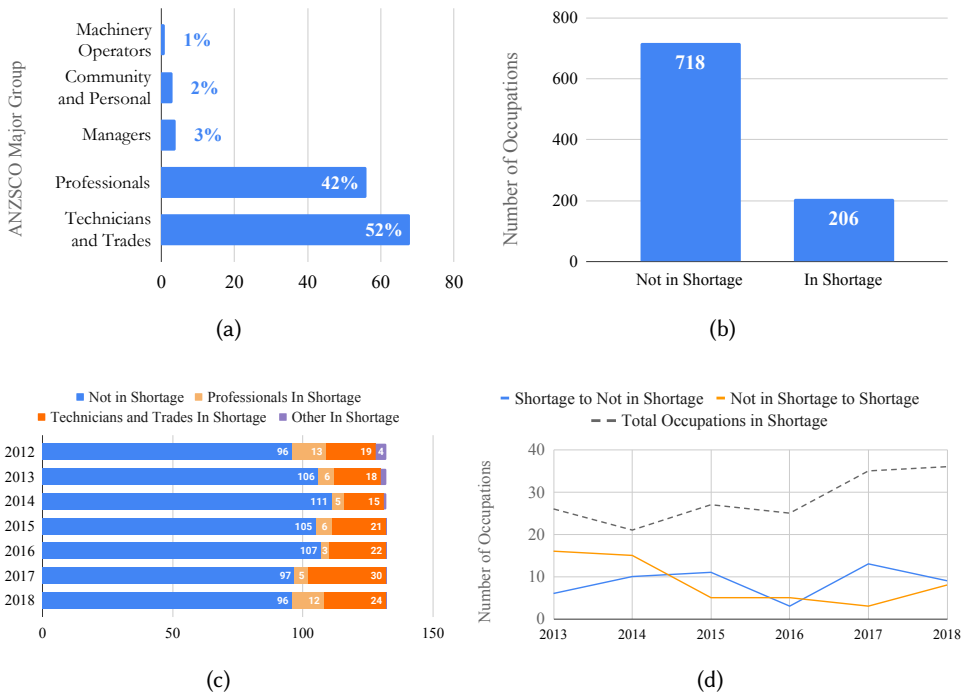 ANZSCO Major Group
Machinery
Operators
1%
Community
and Personal
2%
Managers
3%
Professionals
42%
Technicians
and Trades
52%
0 20 40 60 80
(a)
Number of Occupations
800
600
400
200
0
718
206
Not in Shortage In Shortage
(b)
Not in Shortage Professionals In Shortage
Technicians and Trades In Shortage Other In Shortage
2012 96 13 19 4
2013 106 6 18
2014 111 5 15
2015 105 6 21
2016 107 3 22
2017 97 5 30
2018 96 12 24
0 50 100 150
(c)
Shortage to Not in Shortage Not in Shortage to Shortage
Total Occupations in Shortage
Number of Occupations
40
30
20
10
0
2013 2014 2015 2016 2017 2018
(d)